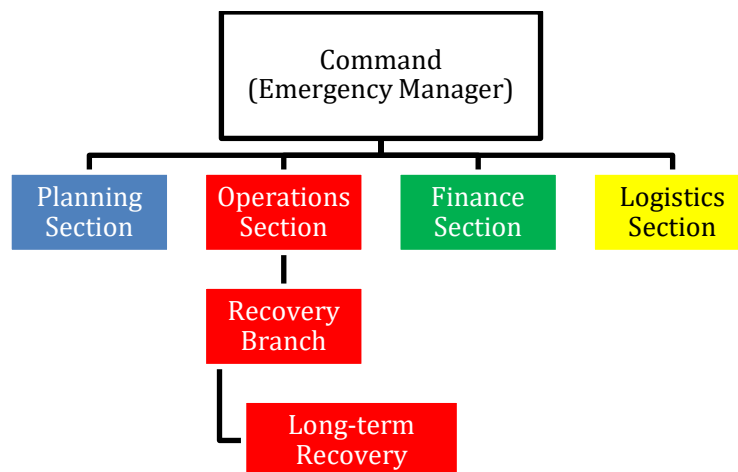 Command
(Emergency Manager)
Planning
Section
Operations
Section
Finance
Section
Logistics
Section
Recovery
Branch
Long-term
Recovery